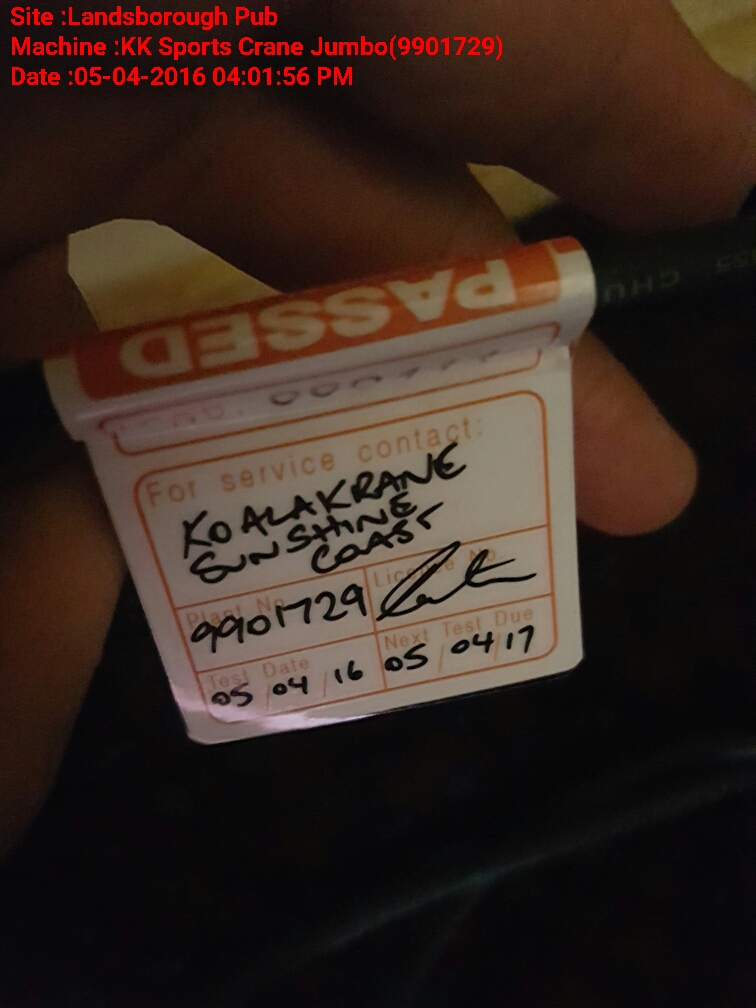 Site :Landsborough Pub
Machine :KK Sports Crane Jumbo(9901729)
Date :05-04-2016 04:01:56 PM
PASSED
For service contact:
KOALAKRANE
SUNSHINE
COAST
Plant No.
9901729
Licence No.
Test Date
05/04/16
Next Test Due
05/04/17